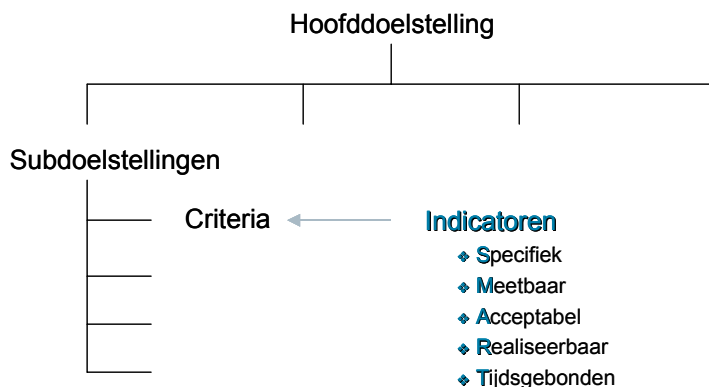 Hoofddoelstelling
Subdoelstellingen
Criteria
Indicatoren
❖ Specifiek
❖ Meetbaar
❖ Acceptabel
❖ Realiseerbaar
❖ Tijdsgebonden